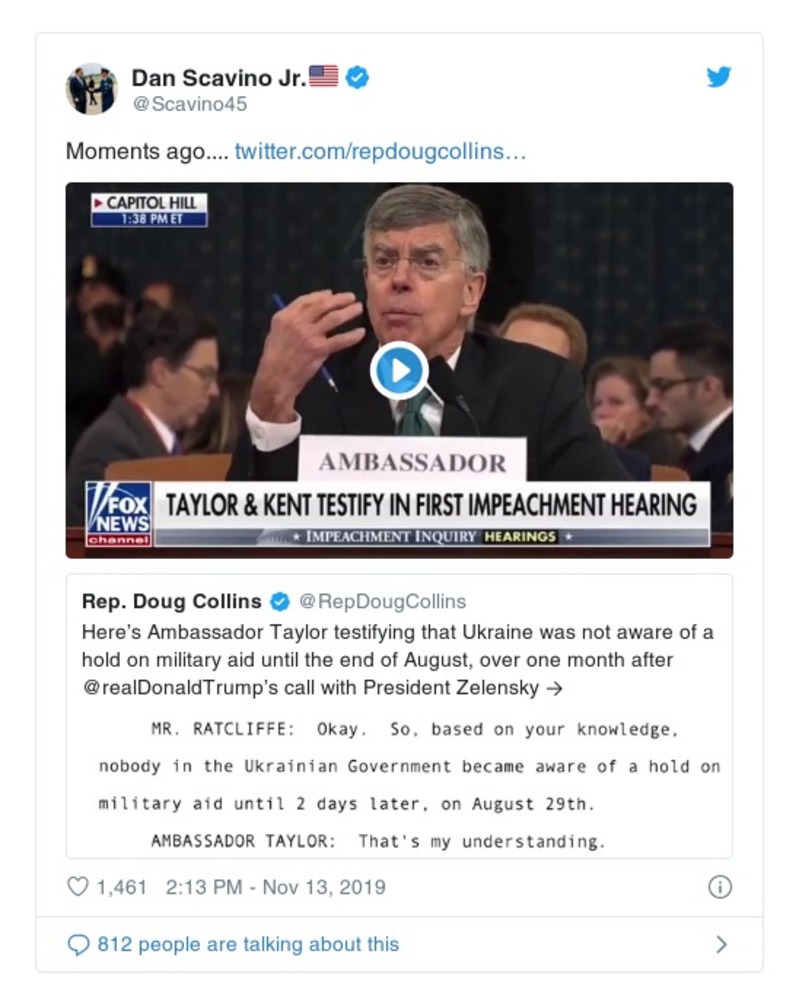 Dan Scavino Jr.🇺🇸
@Scavino45
Moments ago.... twitter.com/repdougcollins…
CAPITOL HILL
1:38 PM ET
AMBASSADOR
FOX
NEWS
channel
TAYLOR & KENT TESTIFY IN FIRST IMPEACHMENT HEARING
★ IMPEACHMENT INQUIRY HEARINGS ★
Rep. Doug Collins @RepDougCollins
Here’s Ambassador Taylor testifying that Ukraine was not aware of a
hold on military aid until the end of August, over one month after
@realDonaldTrump’s call with President Zelensky →
MR. RATCLIFFE: Okay. So, based on your knowledge,
nobody in the Ukrainian Government became aware of a hold on
military aid until 2 days later, on August 29th.
AMBASSADOR TAYLOR: That's my understanding.
1,461 2:13 PM - Nov 13, 2019
812 people are talking about this